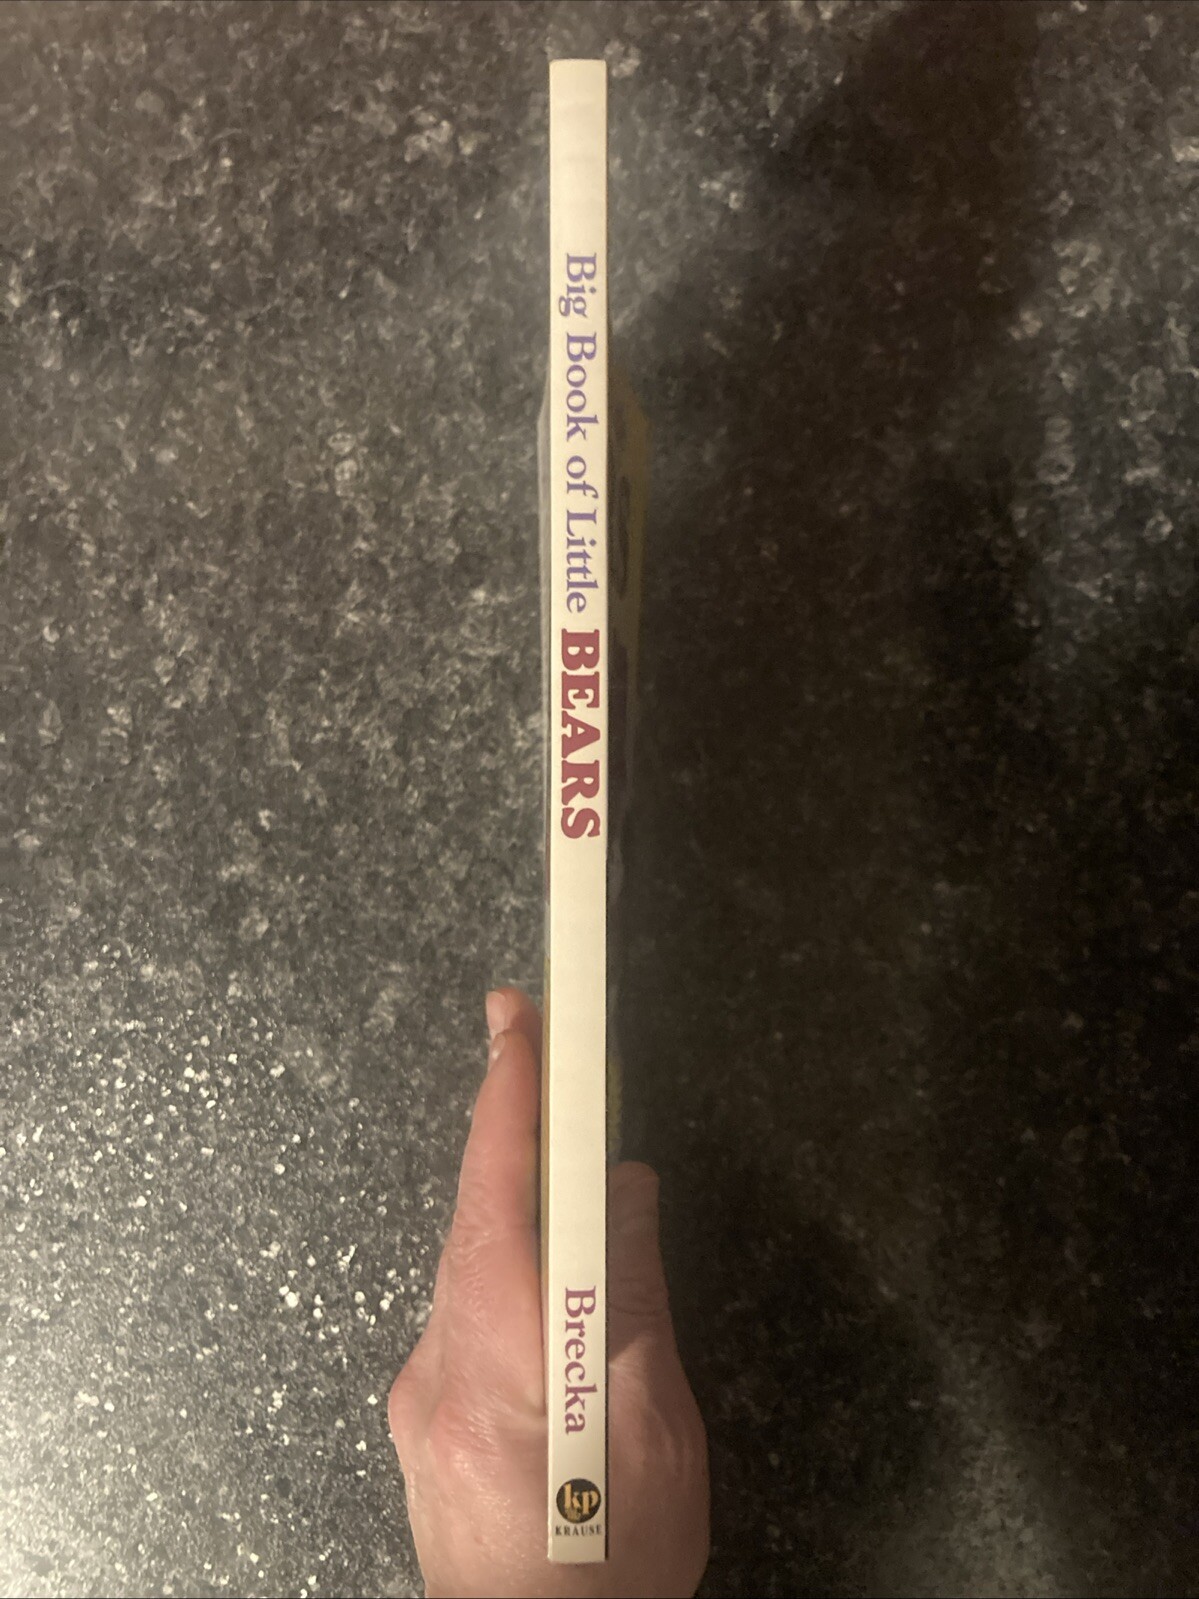 Big Book of Little BEARS
Brecka
kp
KRAUSE